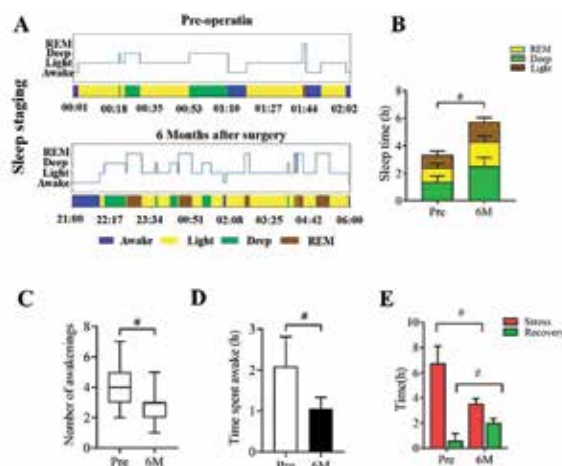 A
Pre-operatin
REM
Deep
Light
Awake
00:01 00:18 00:35 00:53 01:10 01:27 01:44 02:02
Sleep staging
6 Months after surgery
REM
Deep
Light
Awake
21:00 22:17 23:34 00:51 02:08 03:25 04:42 06:00
Awake Light Deep REM
B
REM
Deep
Light
#
Sleep time (h)
8
6
4
2
0
Pre 6M
C
#
Number of awakenings
8
6
4
2
0
Pre 6M
D
#
Time spent awake (h)
3
2
1
0
Pre 6M
E
Stress
Recovery
#
#
Time(h)
10
8
6
4
2
0
Pre 6M